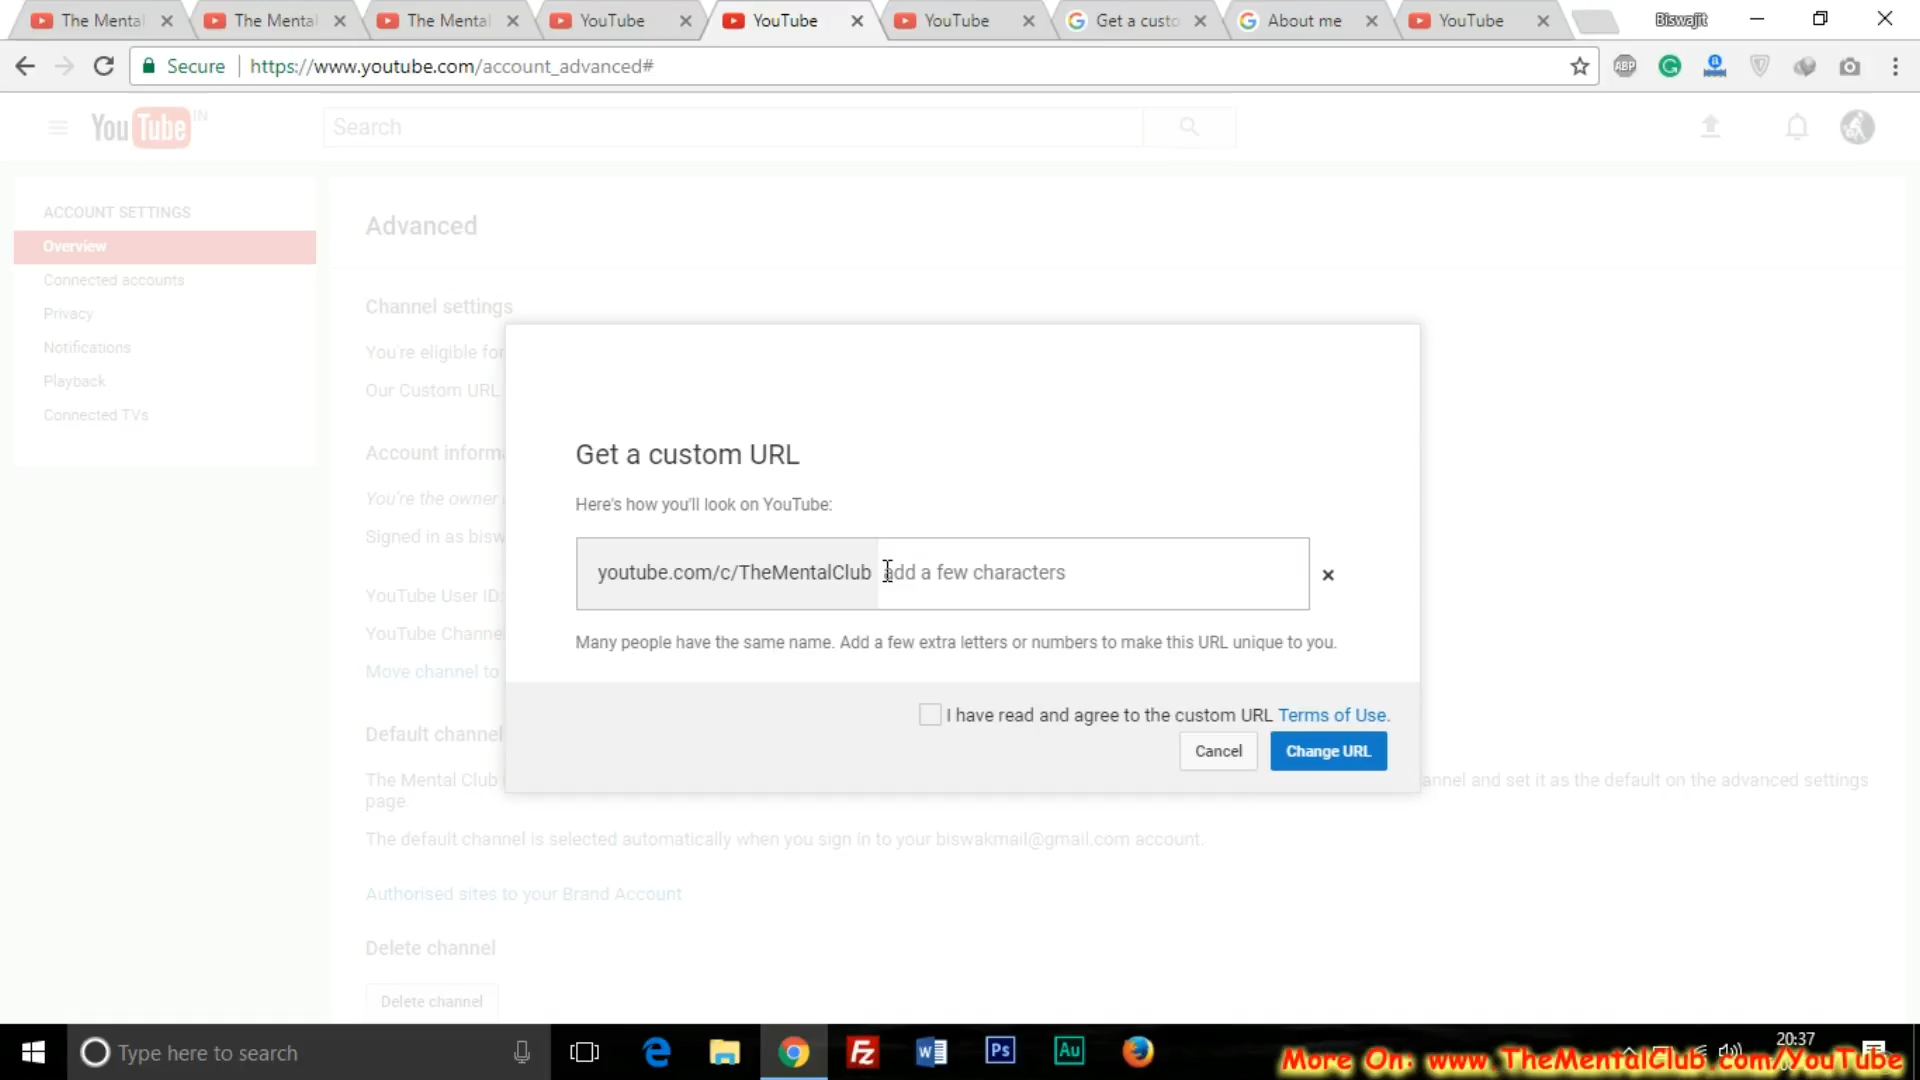 The Mental
The Mental
The Mental
YouTube
YouTube
YouTube
Get a custo
About me
YouTube
Biswajit
Secure
https://www.youtube.com/account_advanced#
ABP
YouTube IN
Search
ACCOUNT SETTINGS
Overview
Connected accounts
Privacy
Notifications
Playback
Connected TVs
Advanced
Channel settings
You're eligible for
Our Custom URL
Account informa
You're the owner
Signed in as bisw
YouTube User ID:
YouTube Channe
Move channel to
Default channel
The Mental Club
annel and set it as the default on the advanced settings
page
The default channel is selected automatically when you sign in to your biswakmail@gmail.com account.
Authorised sites to your Brand Account
Delete channel
Delete channel
Get a custom URL
Here's how you'll look on YouTube:
youtube.com/c/TheMentalClub add a few characters
Many people have the same name. Add a few extra letters or numbers to make this URL unique to you.
I have read and agree to the custom URL Terms of Use.
Cancel
Change URL
Type here to search
Ps
Au
20:37
More On: www.TheMentalClub.com/YouTube